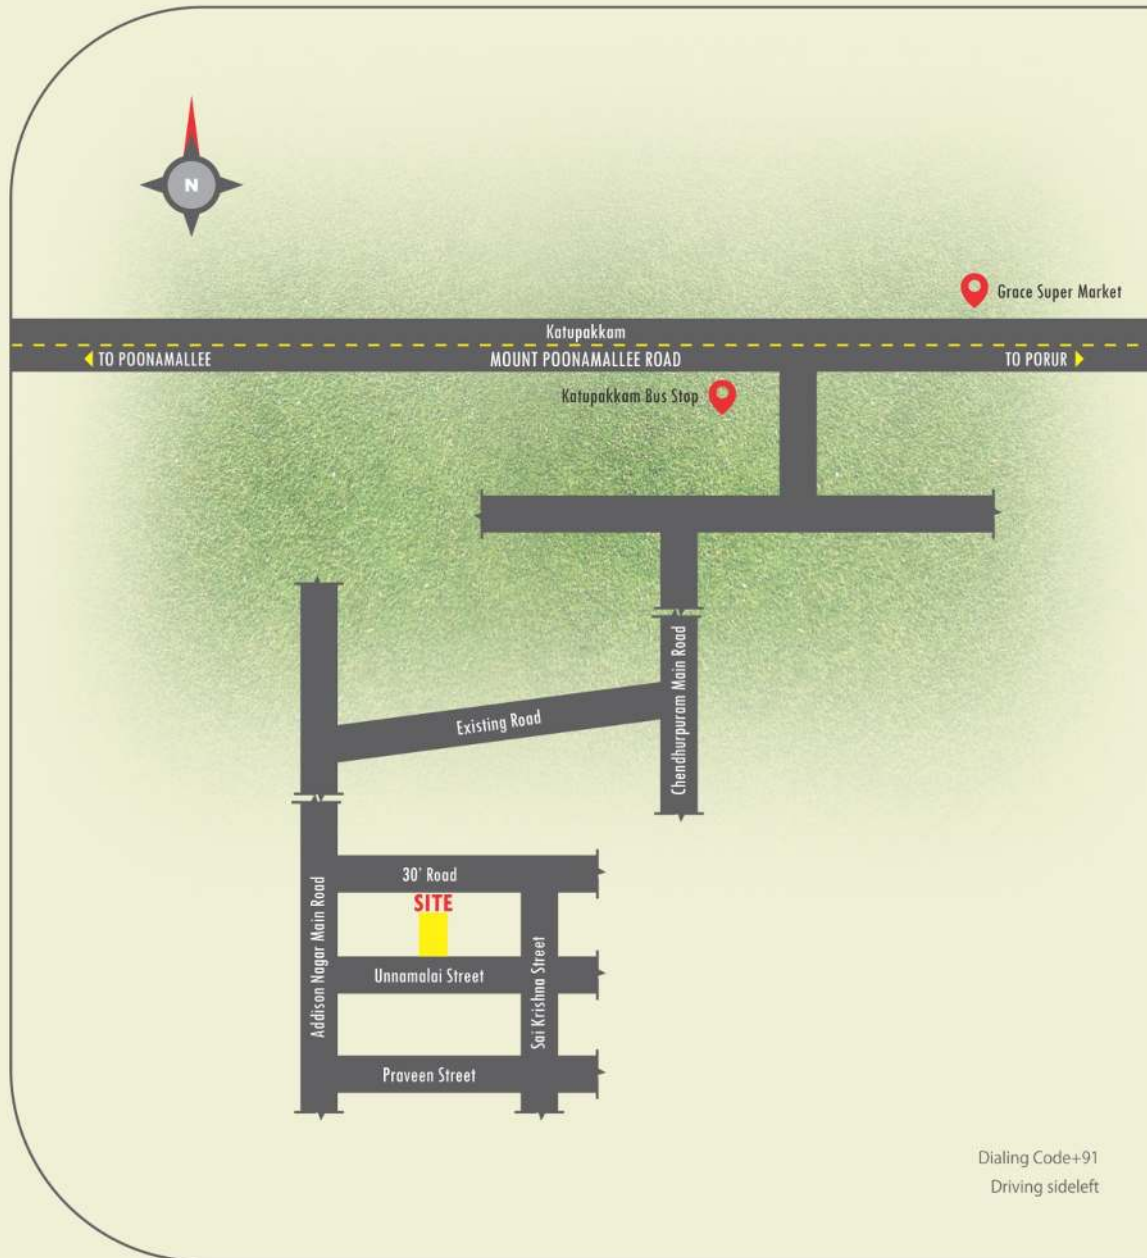 N
Grace Super Market
Katupakkam
TO POONAMALLEE
MOUNT POONAMALLEE ROAD
TO PORUR
Katupakkam Bus Stop
Chendhurpuram Main Road
Existing Road
30' Road
SITE
Addison Nagar Main Road
Unnamalai Street
Sai Krishna Street
Praveen Street
Dialing Code+91
Driving sideleft